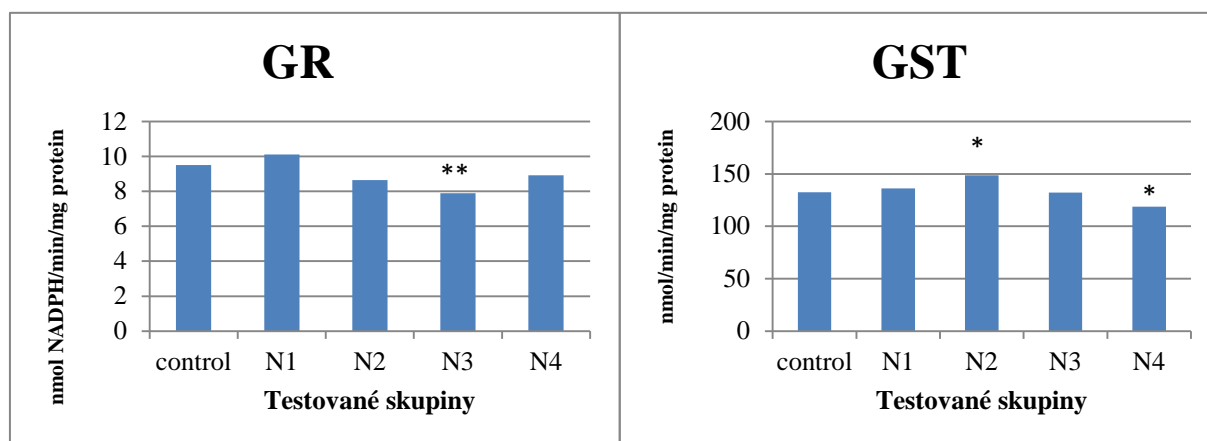 GR
nmol NADPH/min/mg protein
12
10
8
6
4
2
0
**
control N1 N2 N3 N4
Testované skupiny
GST
nmol/min/mg protein
200
150
100
50
0
*
*
control N1 N2 N3 N4
Testované skupiny